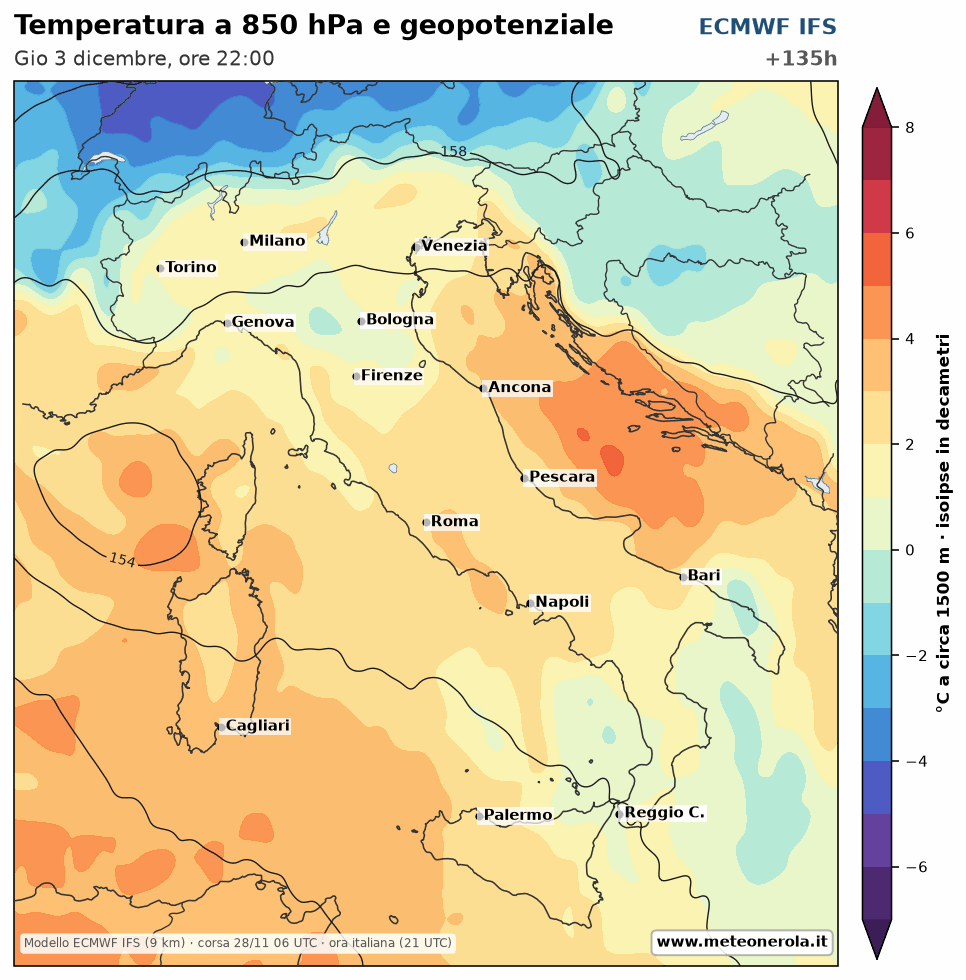 Temperatura a 850 hPa e geopotenziale
ECMWF IFS
Gio 3 dicembre, ore 22:00
+135h
158
Milano
Venezia
Torino
Genova
Bologna
Firenze
Ancona
Pescara
Roma
154
Bari
Napoli
Cagliari
Palermo
Reggio C.
8
6
4
2
0
−2
−4
−6
°C a circa 1500 m · isoipse in decametri
Modello ECMWF IFS (9 km) · corsa 28/11 06 UTC · ora italiana (21 UTC)
www.meteonerola.it